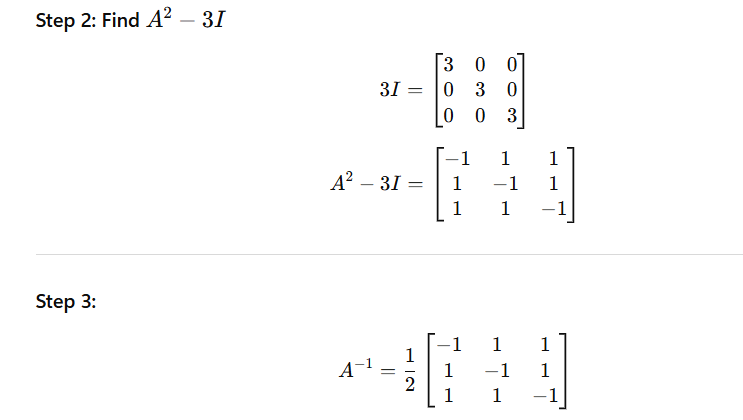 Step 2: Find A² − 3I
3I = [3 0 0
0 3 0
0 0 3]
A² − 3I = [−1 1 1
1 −1 1
1 1 −1]
Step 3:
A⁻¹ = 1/2 [−1 1 1
1 −1 1
1 1 −1]